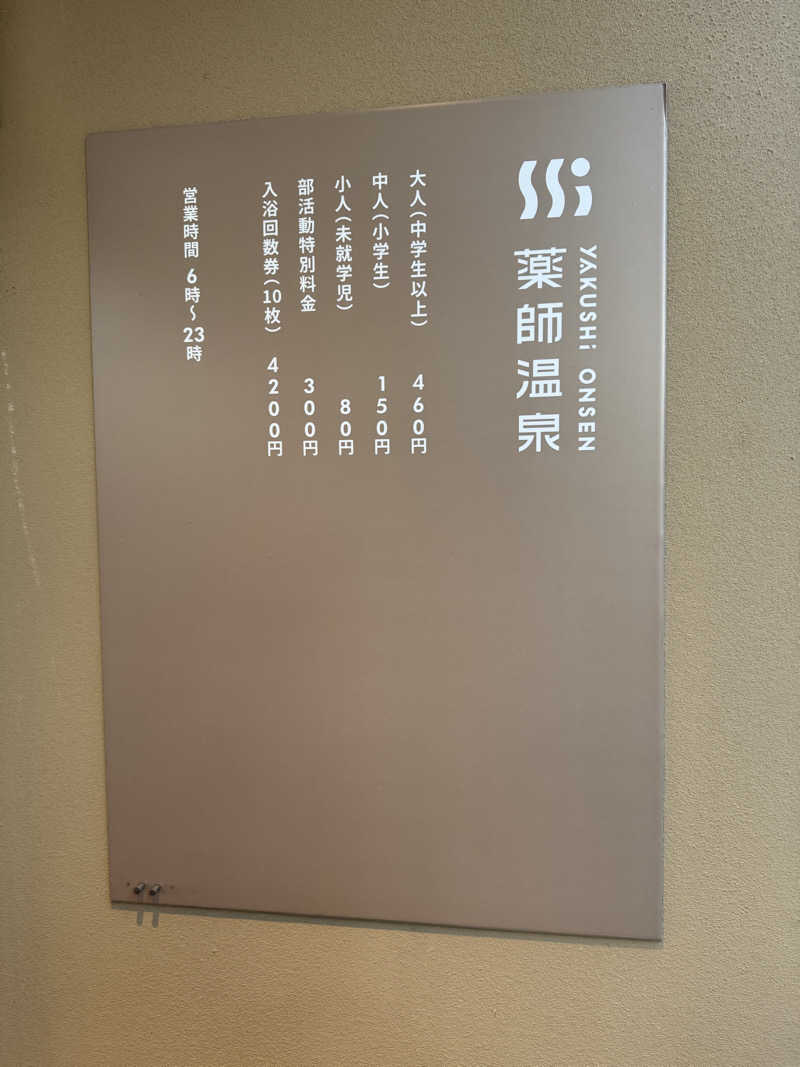 YAKUSHi ONSEN
薬師温泉
大人(中学生以上) 460円
中人(小学生) 150円
小人(未就学児) 80円
部活動特別料金 300円
入浴回数券(10枚) 4200円
営業時間 6時〜23時